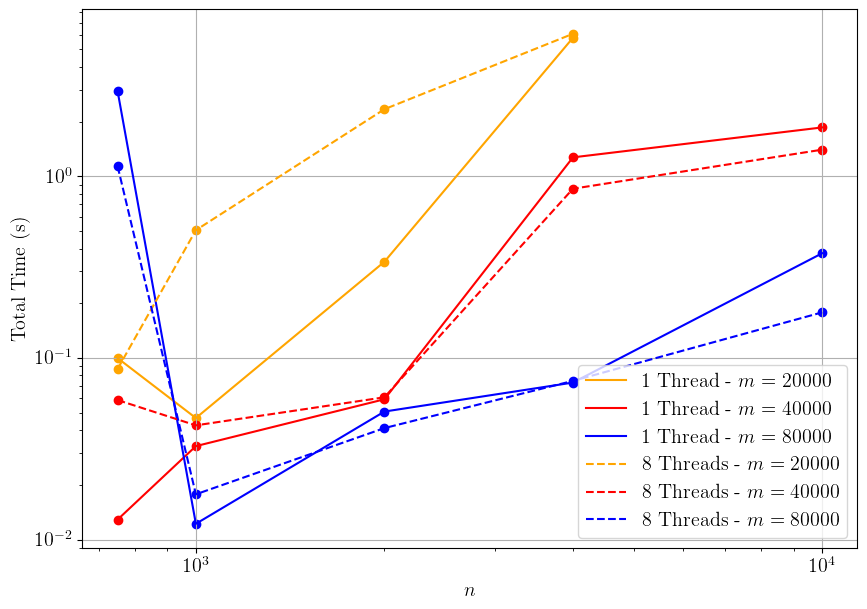 Total Time (s)
10^0
10^{-1}
10^{-2}
10^3
10^4
n
1 Thread - m = 20000
1 Thread - m = 40000
1 Thread - m = 80000
8 Threads - m = 20000
8 Threads - m = 40000
8 Threads - m = 80000